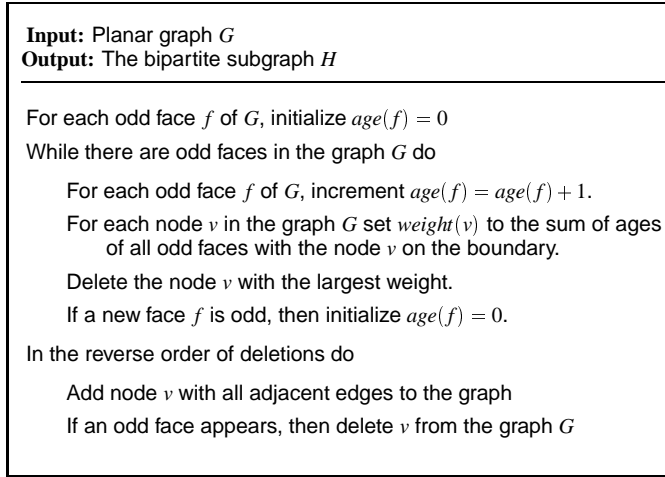 Input: Planar graph G
Output: The bipartite subgraph H
For each odd face f of G, initialize age(f) = 0
While there are odd faces in the graph G do
For each odd face f of G, increment age(f) = age(f) + 1.
For each node v in the graph G set weight(v) to the sum of ages
of all odd faces with the node v on the boundary.
Delete the node v with the largest weight.
If a new face f is odd, then initialize age(f) = 0.
In the reverse order of deletions do
Add node v with all adjacent edges to the graph
If an odd face appears, then delete v from the graph G